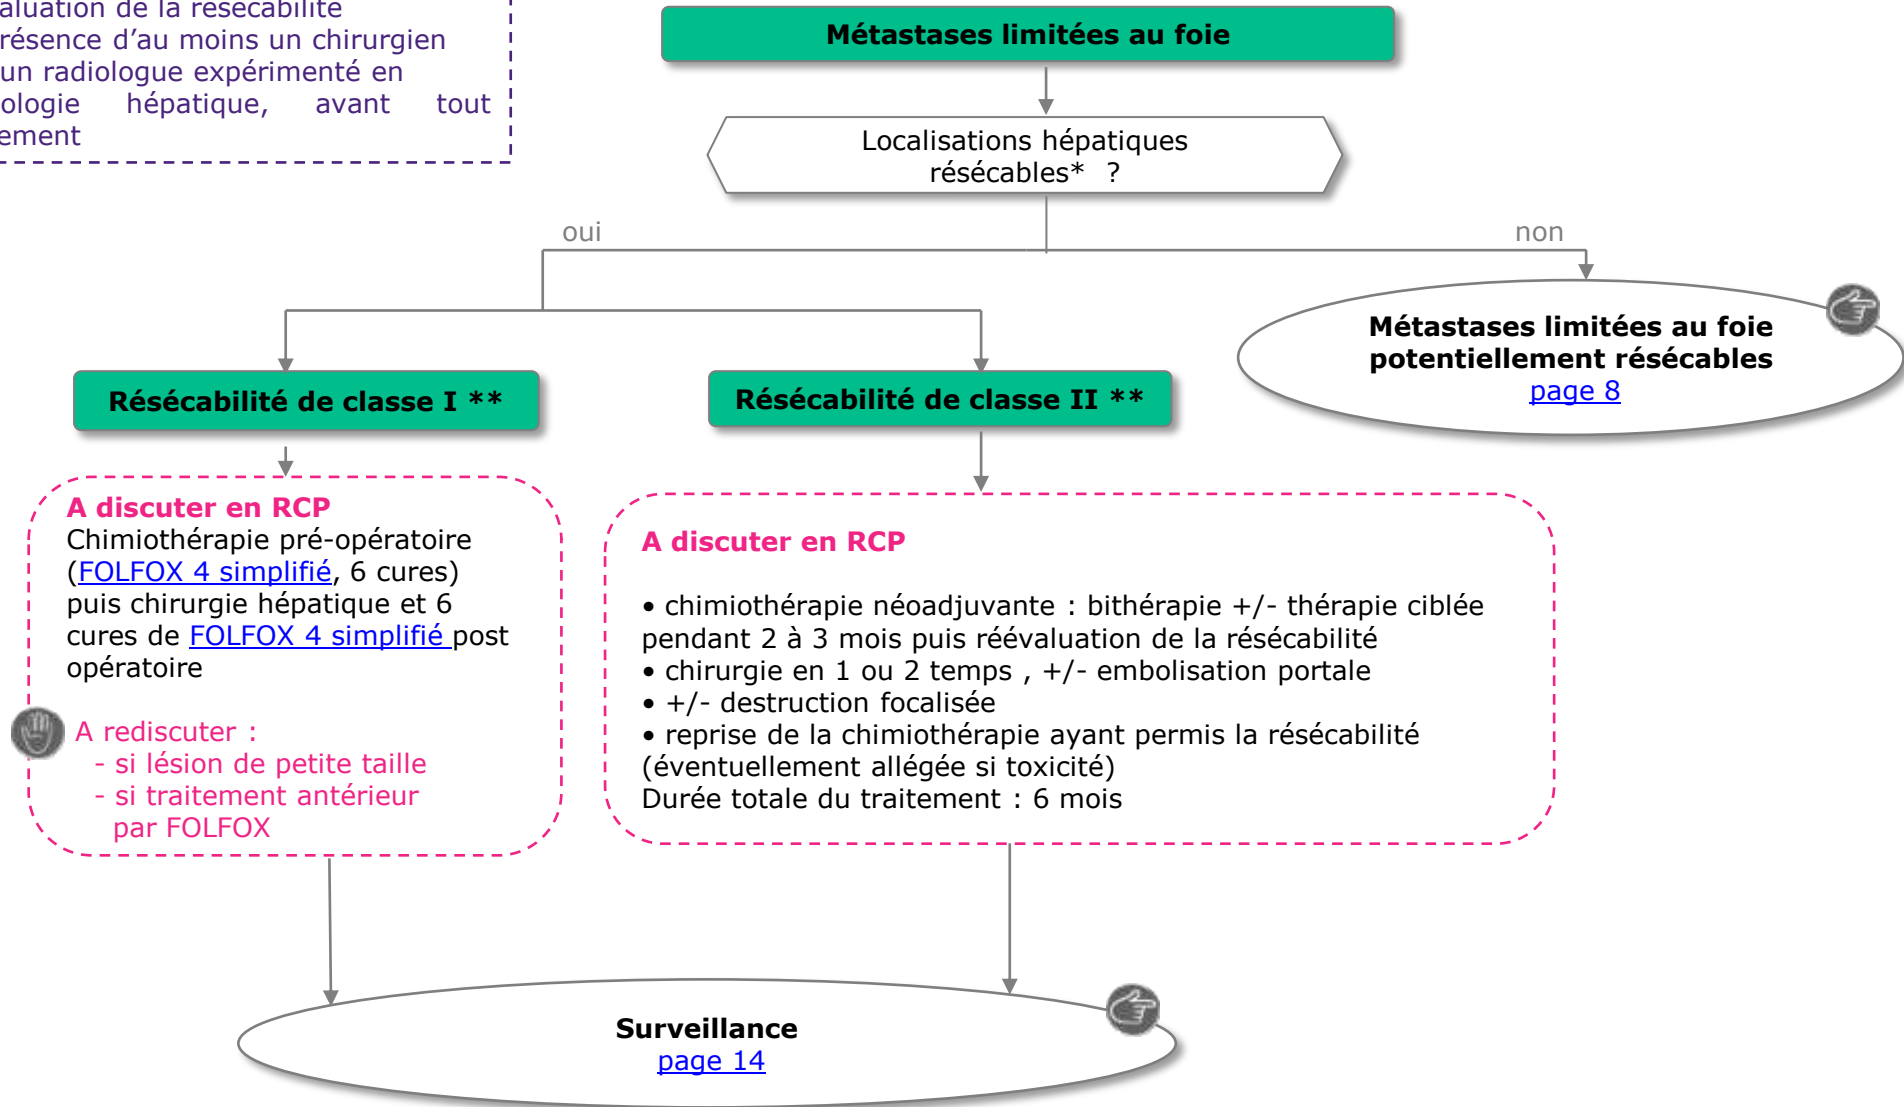 aluation de la résécabilité
résence d'au moins un chirurgien
un radiologue expérimenté en
ologie hépatique, avant tout
ement
Métastases limitées au foie
Localisations hépatiques
résécables* ?
oui
non
Métastases limitées au foie
potentiellement résécables
page 8
Résécabilité de classe I **
Résécabilité de classe II **
A discuter en RCP
Chimiothérapie pré-opératoire
(FOLFOX 4 simplifié, 6 cures)
puis chirurgie hépatique et 6
cures de FOLFOX 4 simplifié post
opératoire
A rediscuter :
- si lésion de petite taille
- si traitement antérieur
par FOLFOX
A discuter en RCP
• chimiothérapie néoadjuvante : bithérapie +/- thérapie ciblée
pendant 2 à 3 mois puis réévaluation de la résécabilité
• chirurgie en 1 ou 2 temps , +/- embolisation portale
• +/- destruction focalisée
• reprise de la chimiothérapie ayant permis la résécabilité
(éventuellement allégée si toxicité)
Durée totale du traitement : 6 mois
Surveillance
page 14